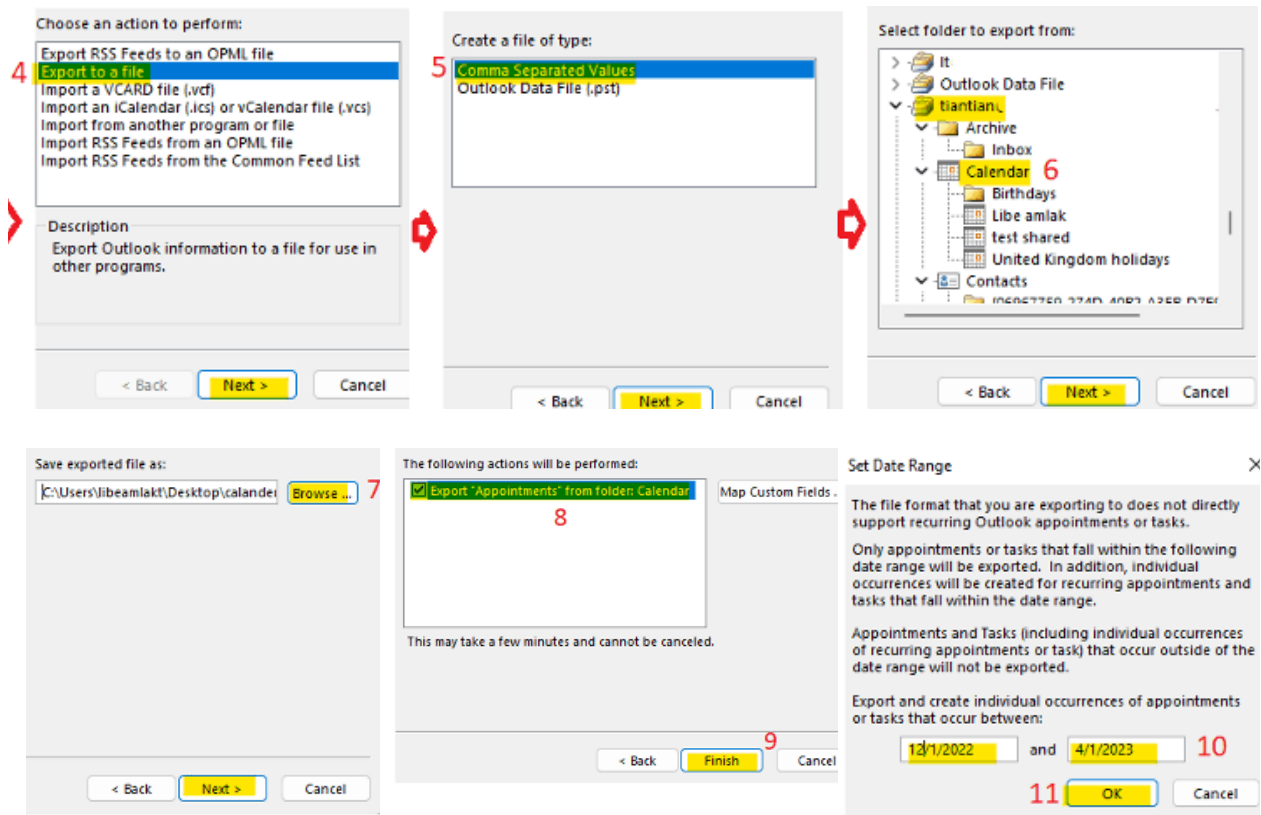 Choose an action to perform:
4
Export RSS Feeds to an OPML file
Export to a file
Import a VCARD file (.vcf)
Import an iCalendar (.ics) or vCalendar file (.vcs)
Import from another program or file
Import RSS Feeds from an OPML file
Import RSS Feeds from the Common Feed List
Description
Export Outlook information to a file for use in
other programs.
< Back Next > Cancel
Create a file of type:
5
Comma Separated Values
Outlook Data File (.pst)
< Back Next > Cancel
Select folder to export from:
It
Outlook Data File
tiantian
Archive
Inbox
Calendar 6
Birthdays
Libe amlak
test shared
United Kingdom holidays
Contacts
< Back Next > Cancel
Save exported file as:
C:\Users\libeamlakt\Desktop\calander Browse ... 7
< Back Next > Cancel
The following actions will be performed:
Export "Appointments" from folder: Calendar Map Custom Fields .
8
This may take a few minutes and cannot be canceled.
9
< Back Finish Cancel
Set Date Range
The file format that you are exporting to does not directly
support recurring Outlook appointments or tasks.
Only appointments or tasks that fall within the following
date range will be exported. In addition, individual
occurrences will be created for recurring appointments and
tasks that fall within the date range.
Appointments and Tasks (including individual occurrences
of recurring appointments or task) that occur outside of the
date range will not be exported.
Export and create individual occurrences of appointments
or tasks that occur between:
12/1/2022 and 4/1/2023 10
11 OK Cancel